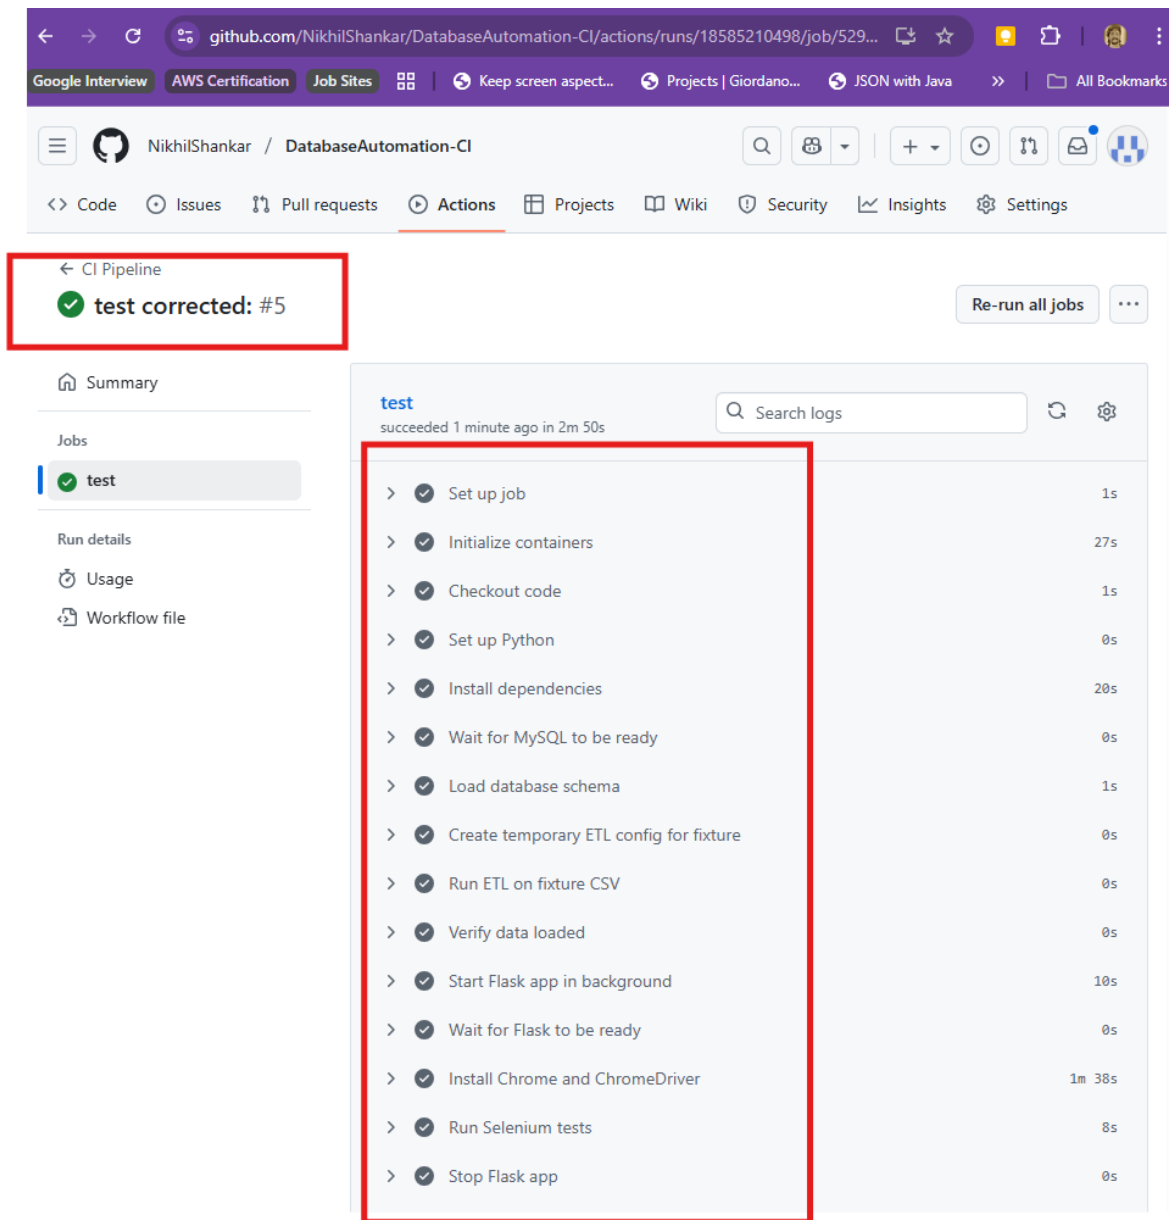 github.com/NikhilShankar/DatabaseAutomation-CI/actions/runs/18585210498/job/529...
Google Interview AWS Certification Job Sites Keep screen aspect... Projects | Giordano... JSON with Java » All Bookmarks
NikhilShankar / DatabaseAutomation-CI
Code Issues Pull requests Actions Projects Wiki Security Insights Settings
← CI Pipeline
test corrected: #5
Re-run all jobs ...
Summary
Jobs
test
Run details
Usage
Workflow file
test
succeeded 1 minute ago in 2m 50s
Search logs
Set up job 1s
Initialize containers 27s
Checkout code 1s
Set up Python 0s
Install dependencies 20s
Wait for MySQL to be ready 0s
Load database schema 1s
Create temporary ETL config for fixture 0s
Run ETL on fixture CSV 0s
Verify data loaded 0s
Start Flask app in background 10s
Wait for Flask to be ready 0s
Install Chrome and ChromeDriver 1m 38s
Run Selenium tests 8s
Stop Flask app 0s